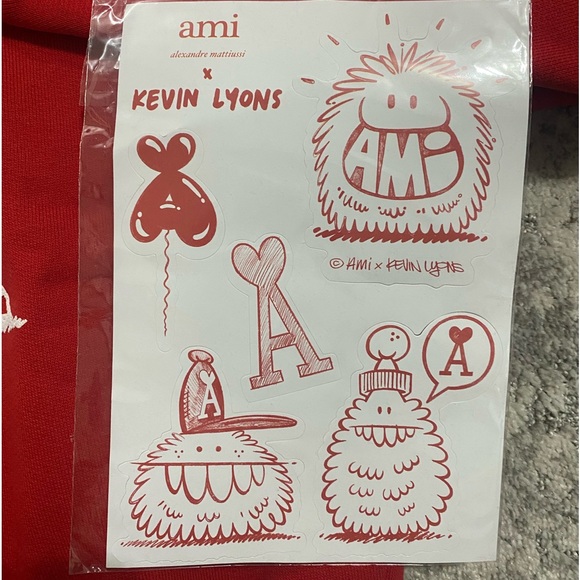 ami
alexandre mattiussi
x
KEVIN LYONS
AMi
A
A
© AMi x KEVIN LYONS
A
A